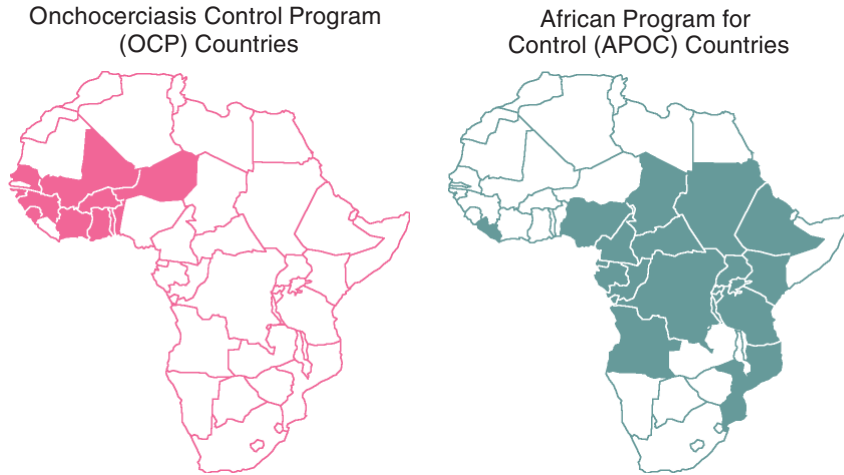 Onchocerciasis Control Program
(OCP) Countries
African Program for
Control (APOC) Countries